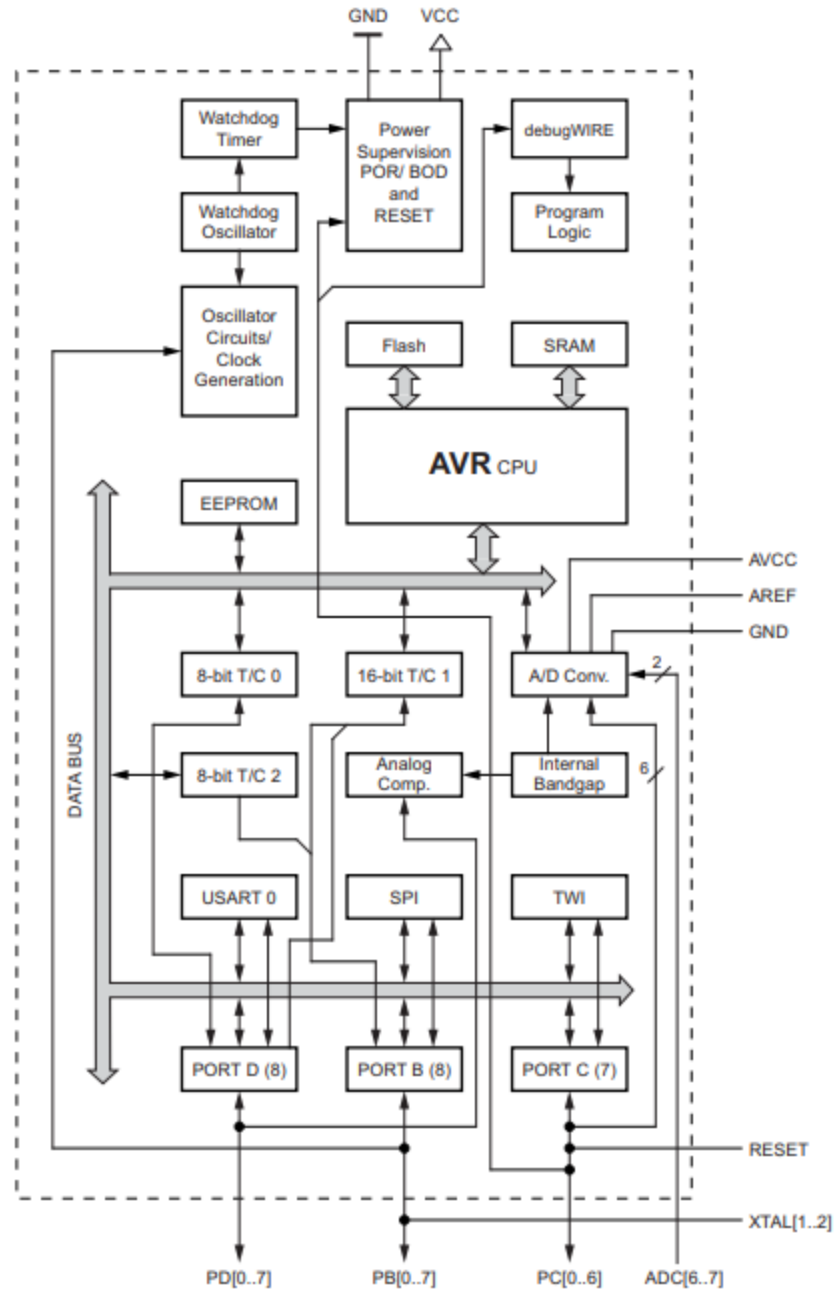 GND
VCC
Watchdog
Timer
Power
Supervision
POR/ BOD
and
RESET
debugWIRE
Watchdog
Oscillator
Program
Logic
Oscillator
Circuits/
Clock
Generation
Flash
SRAM
AVR CPU
EEPROM
AVCC
AREF
GND
8-bit T/C 0
16-bit T/C 1
A/D Conv.
2
DATA BUS
8-bit T/C 2
Analog
Comp.
Internal
Bandgap
6
USART 0
SPI
TWI
PORT D (8)
PORT B (8)
PORT C (7)
RESET
XTAL[1..2]
PD[0..7]
PB[0..7]
PC[0..6]
ADC[6..7]